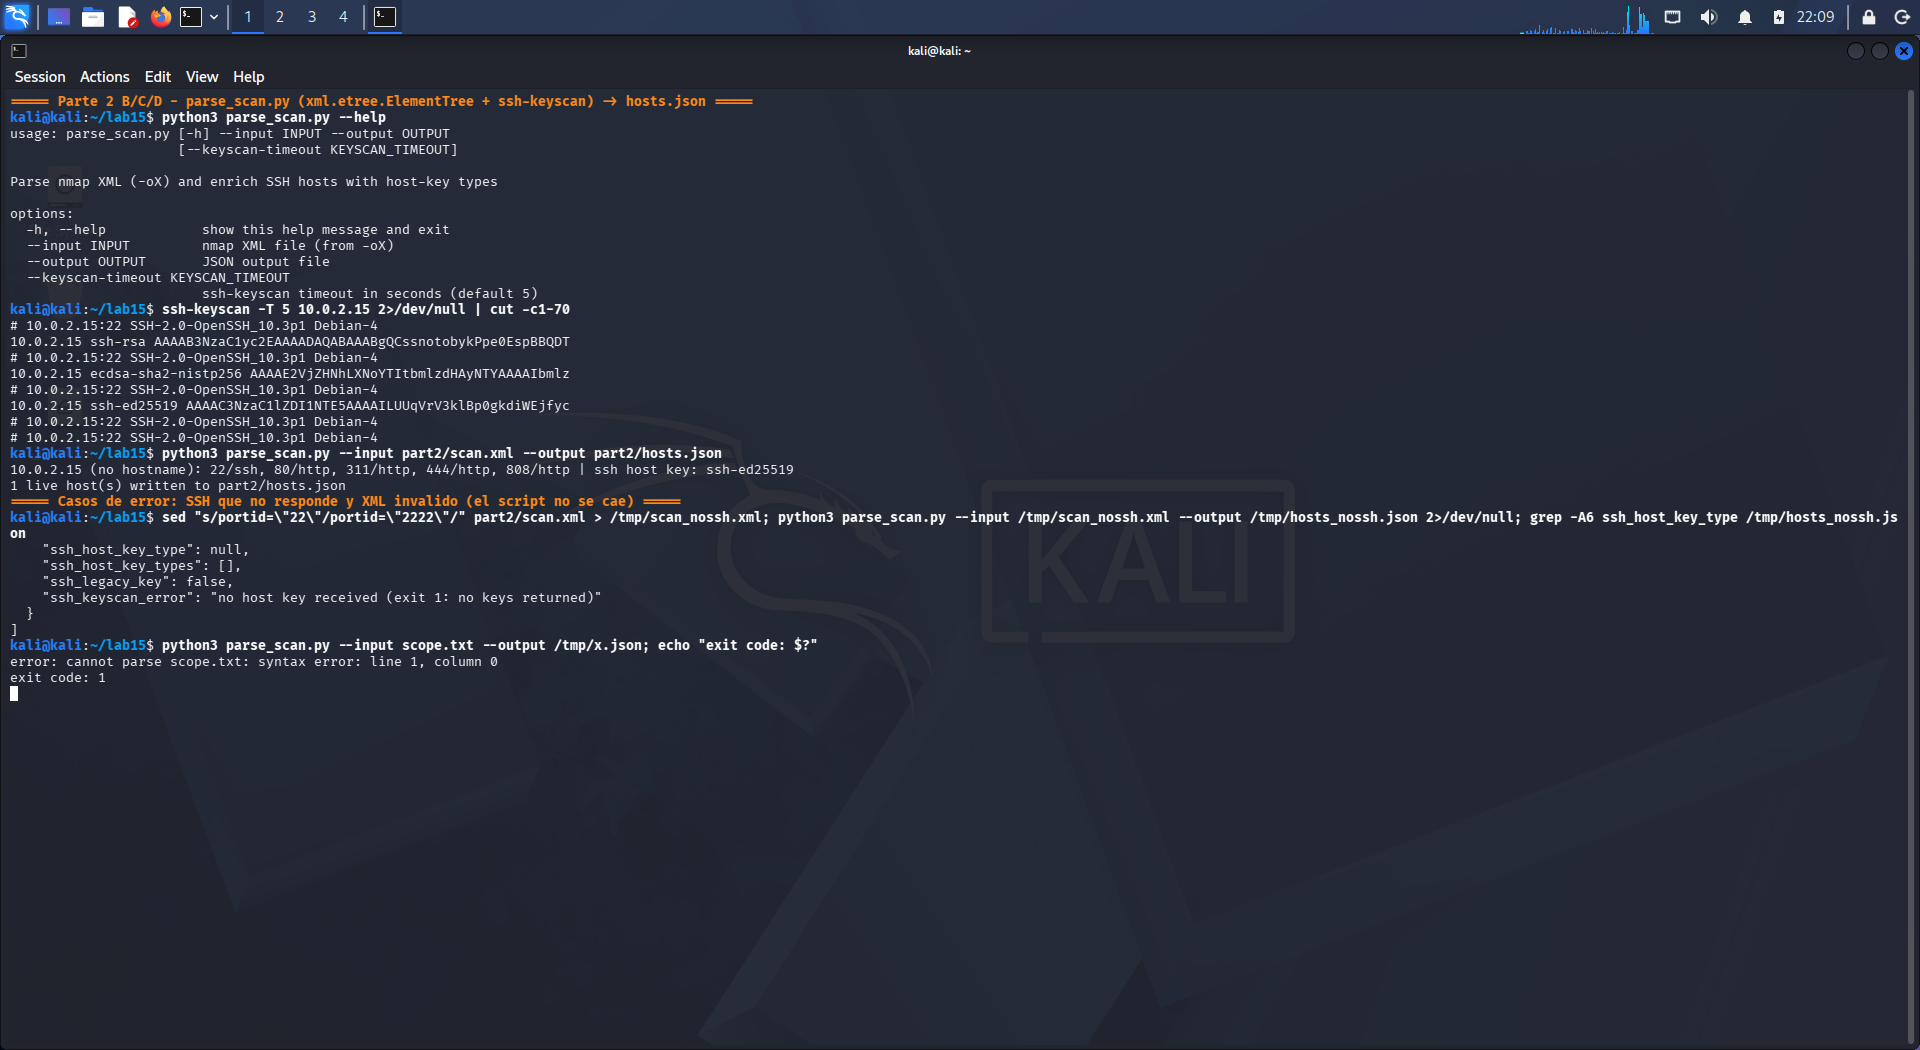 1 2 3 4 22:09
kali@kali: ~
Session Actions Edit View Help
===== Parte 2 B/C/D - parse_scan.py (xml.etree.ElementTree + ssh-keyscan) -> hosts.json =====
kali@kali:~/lab15$ python3 parse_scan.py --help
usage: parse_scan.py [-h] --input INPUT --output OUTPUT
                     [--keyscan-timeout KEYSCAN_TIMEOUT]
Parse nmap XML (-oX) and enrich SSH hosts with host-key types
options:
  -h, --help            show this help message and exit
  --input INPUT         nmap XML file (from -oX)
  --output OUTPUT       JSON output file
  --keyscan-timeout KEYSCAN_TIMEOUT
                        ssh-keyscan timeout in seconds (default 5)
kali@kali:~/lab15$ ssh-keyscan -T 5 10.0.2.15 2>/dev/null | cut -c1-70
# 10.0.2.15:22 SSH-2.0-OpenSSH_10.3p1 Debian-4
10.0.2.15 ssh-rsa AAAAB3NzaC1yc2EAAAADAQABAAABgQCssnotobykPpe0EspBBQDT
# 10.0.2.15:22 SSH-2.0-OpenSSH_10.3p1 Debian-4
10.0.2.15 ecdsa-sha2-nistp256 AAAAE2VjZHNhLXNoYTItbmlzdHAyNTYAAAAIbmlz
# 10.0.2.15:22 SSH-2.0-OpenSSH_10.3p1 Debian-4
10.0.2.15 ssh-ed25519 AAAAC3NzaC1lZDI1NTE5AAAAILUUqVrV3klBp0gkdiWEjfyc
# 10.0.2.15:22 SSH-2.0-OpenSSH_10.3p1 Debian-4
# 10.0.2.15:22 SSH-2.0-OpenSSH_10.3p1 Debian-4
kali@kali:~/lab15$ python3 parse_scan.py --input part2/scan.xml --output part2/hosts.json
10.0.2.15 (no hostname): 22/ssh, 80/http, 311/http, 444/http, 808/http | ssh host key: ssh-ed25519
1 live host(s) written to part2/hosts.json
===== Casos de error: SSH que no responde y XML invalido (el script no se cae) =====
kali@kali:~/lab15$ sed "s/portid=\"22\"/portid=\"2222\"/" part2/scan.xml > /tmp/scan_nossh.xml; python3 parse_scan.py --input /tmp/scan_nossh.xml --output /tmp/hosts_nossh.json 2>/dev/null; grep -A6 ssh_host_key_type /tmp/hosts_nossh.js
on
    "ssh_host_key_type": null,
    "ssh_host_key_types": [],
    "ssh_legacy_key": false,
    "ssh_keyscan_error": "no host key received (exit 1: no keys returned)"
  }
]
kali@kali:~/lab15$ python3 parse_scan.py --input scope.txt --output /tmp/x.json; echo "exit code: $?"
error: cannot parse scope.txt: syntax error: line 1, column 0
exit code: 1
KALI